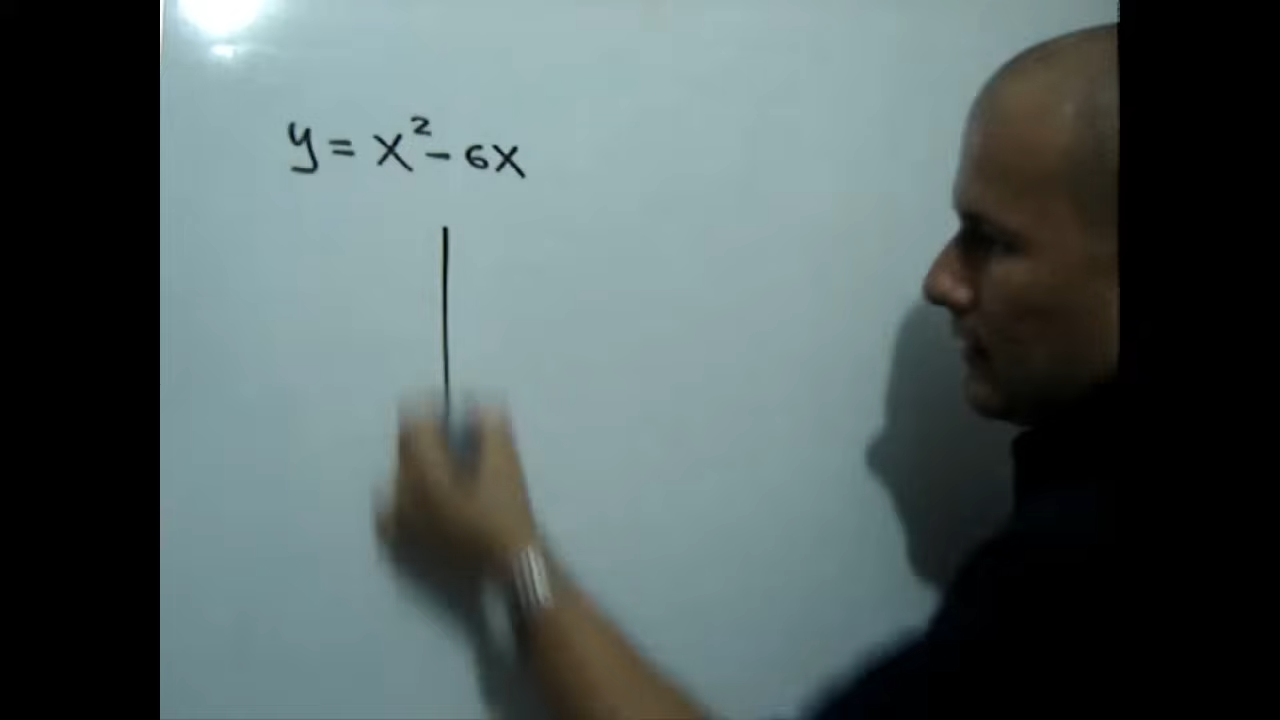 y = x² - 6x